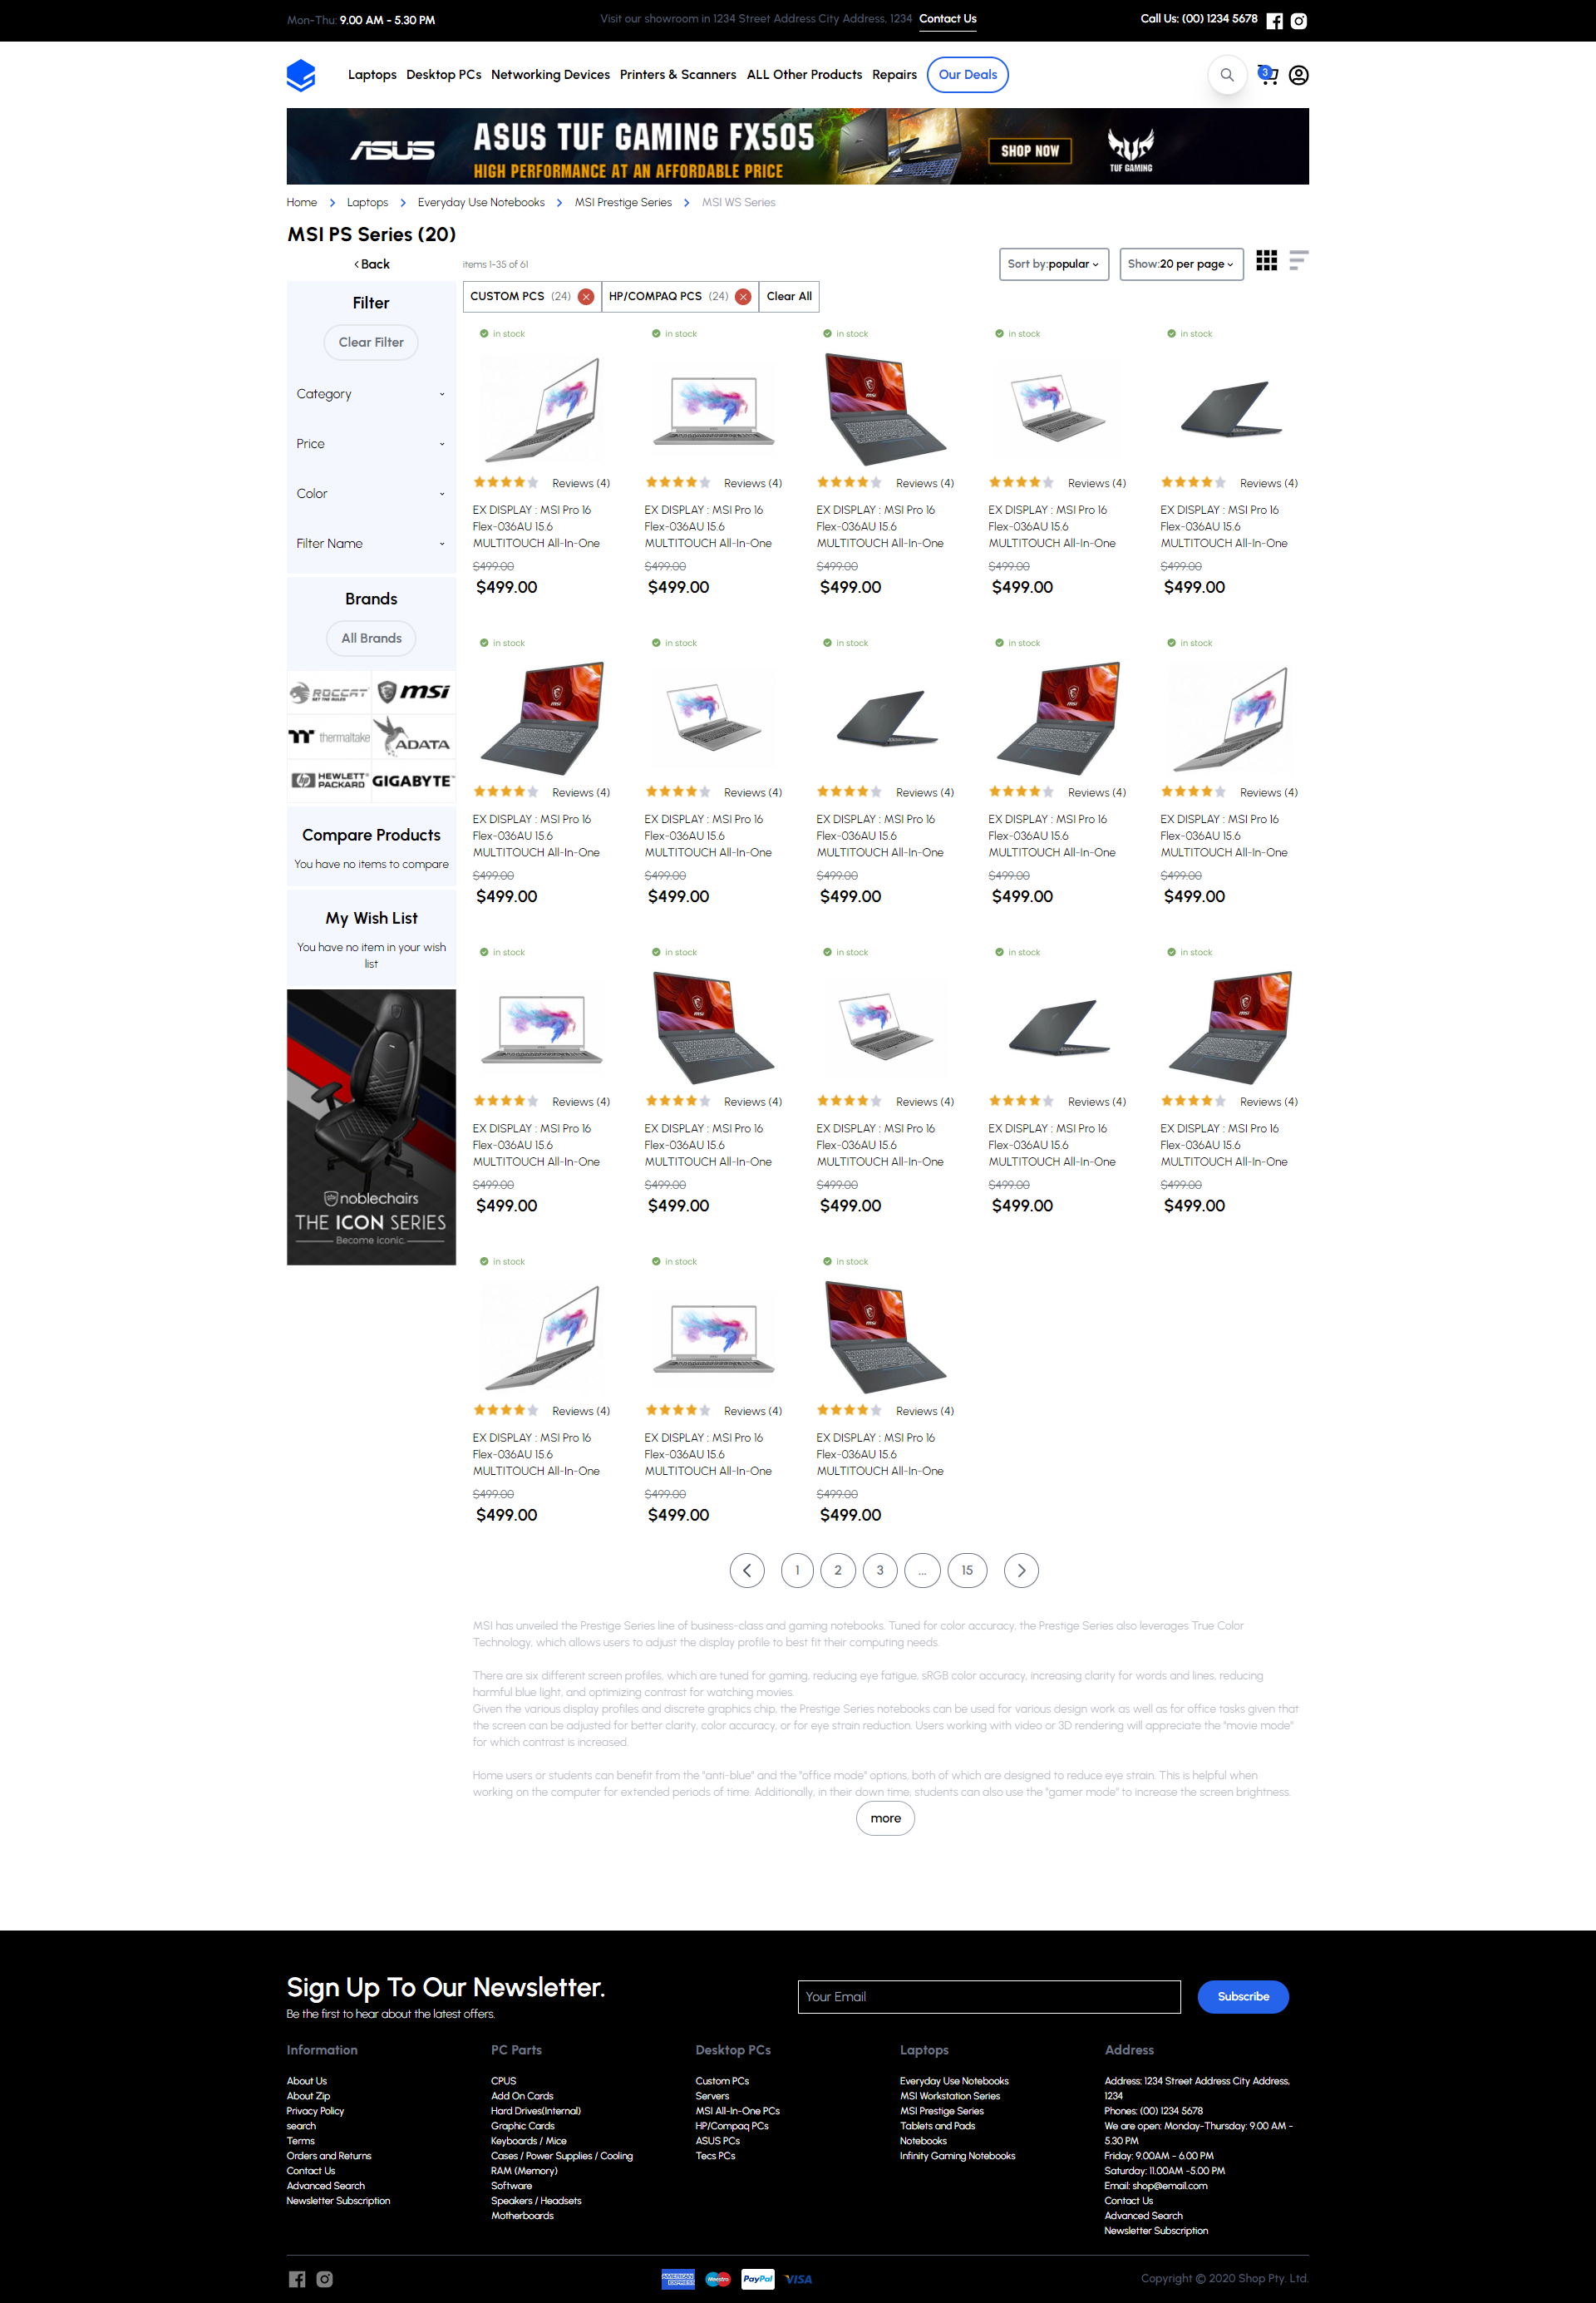 Mon-Thu: 9.00 AM - 5.30 PM
Visit our showroom in 1234 Street Address City Address, 1234 Contact Us
Call Us: (00) 1234 5678
Laptops Desktop PCs Networking Devices Printers & Scanners ALL Other Products Repairs Our Deals
3
ASUS
ASUS TUF GAMING FX505
HIGH PERFORMANCE AT AN AFFORDABLE PRICE
SHOP NOW
TUF GAMING
Home Laptops Everyday Use Notebooks MSI Prestige Series MSI WS Series
MSI PS Series (20)
Back
items 1-35 of 61
Sort by:popular
Show:20 per page
CUSTOM PCS (24) HP/COMPAQ PCS (24) Clear All
Filter
Clear Filter
Category
Price
Color
Filter Name
Brands
All Brands
ROCCAT
SET THE RULES
msi
thermaltake
ADATA
hp HEWLETT PACKARD
GIGABYTE
Compare Products
You have no items to compare
My Wish List
You have no item in your wish
list
noblechairs
THE ICON SERIES
Become iconic.
in stock in stock in stock in stock in stock
Reviews (4) Reviews (4) Reviews (4) Reviews (4) Reviews (4)
EX DISPLAY : MSI Pro 16 EX DISPLAY : MSI Pro 16 EX DISPLAY : MSI Pro 16 EX DISPLAY : MSI Pro 16 EX DISPLAY : MSI Pro 16
Flex-036AU 15.6 Flex-036AU 15.6 Flex-036AU 15.6 Flex-036AU 15.6 Flex-036AU 15.6
MULTITOUCH All-In-One MULTITOUCH All-In-One MULTITOUCH All-In-One MULTITOUCH All-In-One MULTITOUCH All-In-One
$499.00 $499.00 $499.00 $499.00 $499.00
$499.00 $499.00 $499.00 $499.00 $499.00
in stock in stock in stock in stock in stock
Reviews (4) Reviews (4) Reviews (4) Reviews (4) Reviews (4)
EX DISPLAY : MSI Pro 16 EX DISPLAY : MSI Pro 16 EX DISPLAY : MSI Pro 16 EX DISPLAY : MSI Pro 16 EX DISPLAY : MSI Pro 16
Flex-036AU 15.6 Flex-036AU 15.6 Flex-036AU 15.6 Flex-036AU 15.6 Flex-036AU 15.6
MULTITOUCH All-In-One MULTITOUCH All-In-One MULTITOUCH All-In-One MULTITOUCH All-In-One MULTITOUCH All-In-One
$499.00 $499.00 $499.00 $499.00 $499.00
$499.00 $499.00 $499.00 $499.00 $499.00
in stock in stock in stock in stock in stock
Reviews (4) Reviews (4) Reviews (4) Reviews (4) Reviews (4)
EX DISPLAY : MSI Pro 16 EX DISPLAY : MSI Pro 16 EX DISPLAY : MSI Pro 16 EX DISPLAY : MSI Pro 16 EX DISPLAY : MSI Pro 16
Flex-036AU 15.6 Flex-036AU 15.6 Flex-036AU 15.6 Flex-036AU 15.6 Flex-036AU 15.6
MULTITOUCH All-In-One MULTITOUCH All-In-One MULTITOUCH All-In-One MULTITOUCH All-In-One MULTITOUCH All-In-One
$499.00 $499.00 $499.00 $499.00 $499.00
$499.00 $499.00 $499.00 $499.00 $499.00
in stock in stock in stock
Reviews (4) Reviews (4) Reviews (4)
EX DISPLAY : MSI Pro 16 EX DISPLAY : MSI Pro 16 EX DISPLAY : MSI Pro 16
Flex-036AU 15.6 Flex-036AU 15.6 Flex-036AU 15.6
MULTITOUCH All-In-One MULTITOUCH All-In-One MULTITOUCH All-In-One
$499.00 $499.00 $499.00
$499.00 $499.00 $499.00
1 2 3 ... 15
MSI has unveiled the Prestige Series line of business-class and gaming notebooks. Tuned for color accuracy, the Prestige Series also leverages True Color
Technology, which allows users to adjust the display profile to best fit their computing needs.
There are six different screen profiles, which are tuned for gaming, reducing eye fatigue, sRGB color accuracy, increasing clarity for words and lines, reducing
harmful blue light, and optimizing contrast for watching movies.
Given the various display profiles and discrete graphics chip, the Prestige Series notebooks can be used for various design work as well as for office tasks given that
the screen can be adjusted for better clarity, color accuracy, or for eye strain reduction. Users working with video or 3D rendering will appreciate the "movie mode"
for which contrast is increased.
Home users or students can benefit from the "anti-blue" and the "office mode" options, both of which are designed to reduce eye strain. This is helpful when
working on the computer for extended periods of time. Additionally, in their down time, students can also use the "gamer mode" to increase the screen brightness.
more
Sign Up To Our Newsletter.
Be the first to hear about the latest offers.
Your Email
Subscribe
Information
About Us
About Zip
Privacy Policy
search
Terms
Orders and Returns
Contact Us
Advanced Search
Newsletter Subscription
PC Parts
CPUS
Add On Cards
Hard Drives(Internal)
Graphic Cards
Keyboards / Mice
Cases / Power Supplies / Cooling
RAM (Memory)
Software
Speakers / Headsets
Motherboards
Desktop PCs
Custom PCs
Servers
MSI All-In-One PCs
HP/Compaq PCs
ASUS PCs
Tecs PCs
Laptops
Everyday Use Notebooks
MSI Workstation Series
MSI Prestige Series
Tablets and Pads
Notebooks
Infinity Gaming Notebooks
Address
Address: 1234 Street Address City Address,
1234
Phones: (00) 1234 5678
We are open: Monday-Thursday: 9.00 AM -
5.30 PM
Friday: 9.00AM - 6.00 PM
Saturday: 11.00AM -5.00 PM
Email: shop@email.com
Contact Us
Advanced Search
Newsletter Subscription
AMERICAN EXPRESS
Maestro
PayPal
VISA
Copyright © 2020 Shop Pty. Ltd.